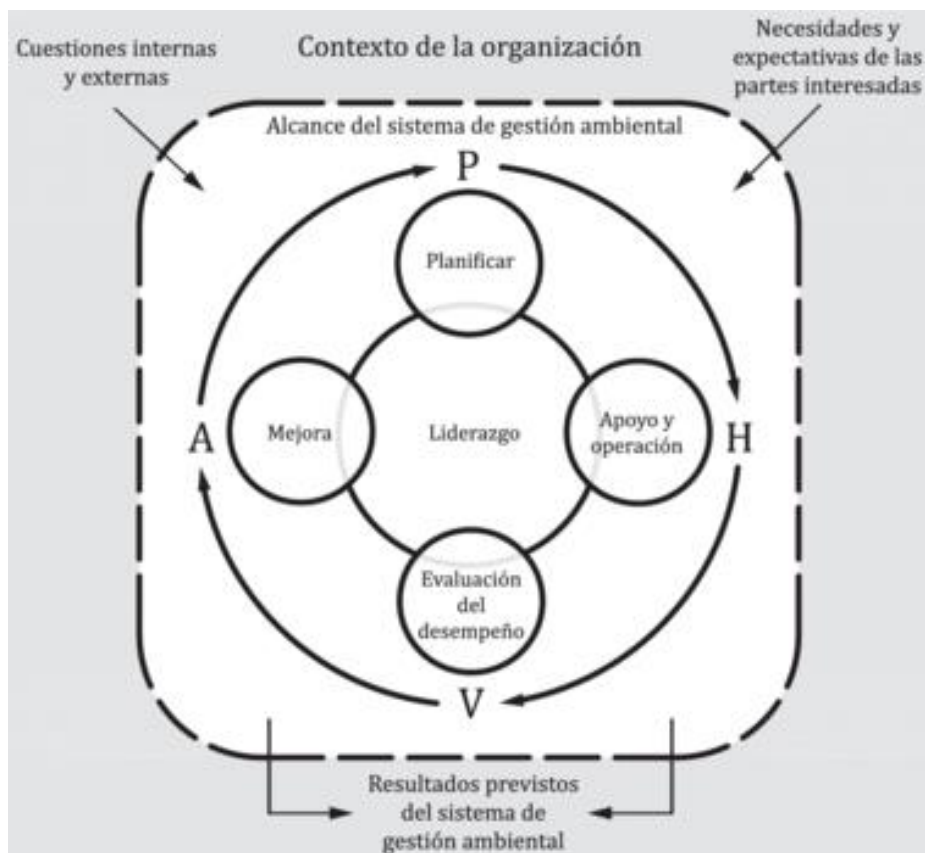 Cuestiones internas
y externas
Contexto de la organización
Necesidades y
expectativas de las
partes interesadas
Alcance del sistema de gestión ambiental
P
Planificar
A
Mejora
Liderazgo
Apoyo y
operación
H
Evaluación
del
desempeño
V
Resultados previstos
del sistema de
gestión ambiental